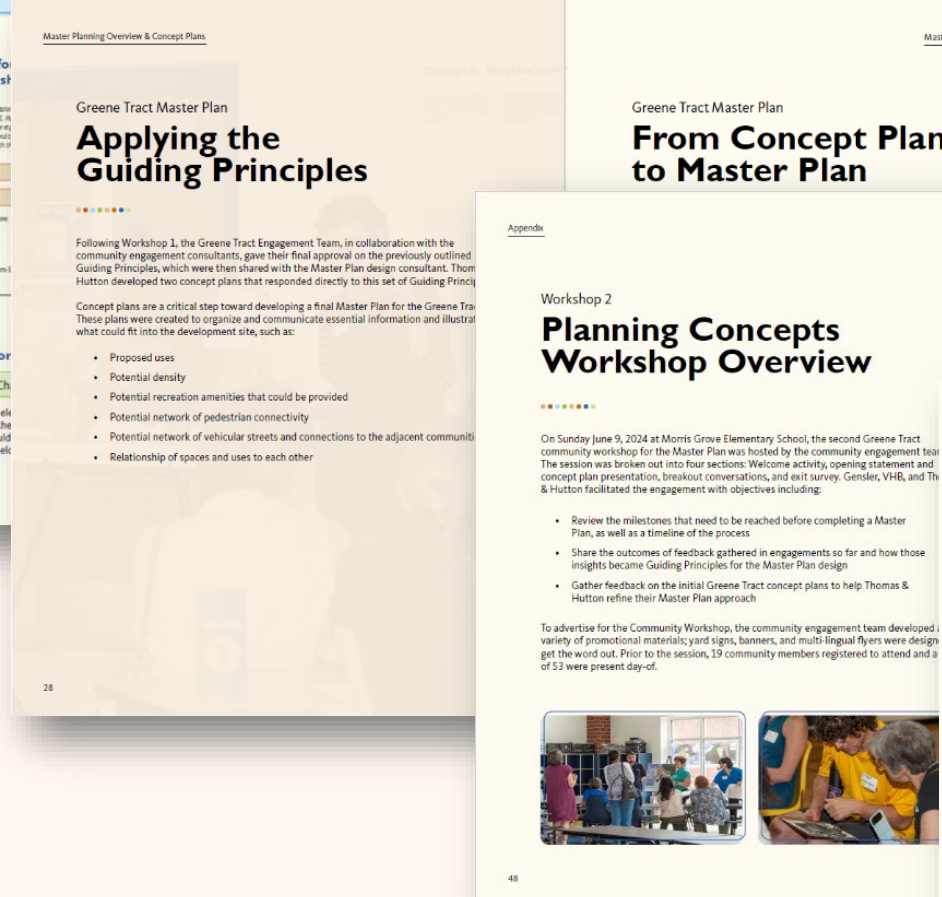 Master Planning Overview & Concept Plans
Greene Tract Master Plan
Applying the
Guiding Principles
Following Workshop 1, the Greene Tract Engagement Team, in collaboration with the
community engagement consultants, gave their final approval on the previously outlined
Guiding Principles, which were then shared with the Master Plan design consultant. Thom
Hutton developed two concept plans that responded directly to this set of Guiding Princip
Concept plans are a critical step toward developing a final Master Plan for the Greene Tra
These plans were created to organize and communicate essential information and illustrat
what could fit into the development site, such as:
• Proposed uses
• Potential density
• Potential recreation amenities that could be provided
• Potential network of pedestrian connectivity
• Potential network of vehicular streets and connections to the adjacent communiti
• Relationship of spaces and uses to each other
28
Mast
Greene Tract Master Plan
From Concept Plan
to Master Plan
Appendix
Workshop 2
Planning Concepts
Workshop Overview
On Sunday June 9, 2024 at Morris Grove Elementary School, the second Greene Tract
community workshop for the Master Plan was hosted by the community engagement tea
The session was broken out into four sections: Welcome activity, opening statement and
concept plan presentation, breakout conversations, and exit survey. Gensler, VHB, and Th
& Hutton facilitated the engagement with objectives including:
• Review the milestones that need to be reached before completing a Master
Plan, as well as a timeline of the process
• Share the outcomes of feedback gathered in engagements so far and how those
insights became Guiding Principles for the Master Plan design
• Gather feedback on the initial Greene Tract concept plans to help Thomas &
Hutton refine their Master Plan approach
To advertise for the Community Workshop, the community engagement team developed a
variety of promotional materials; yard signs, banners, and multi-lingual flyers were design
get the word out. Prior to the session, 19 community members registered to attend and a
of 53 were present day-of.
48